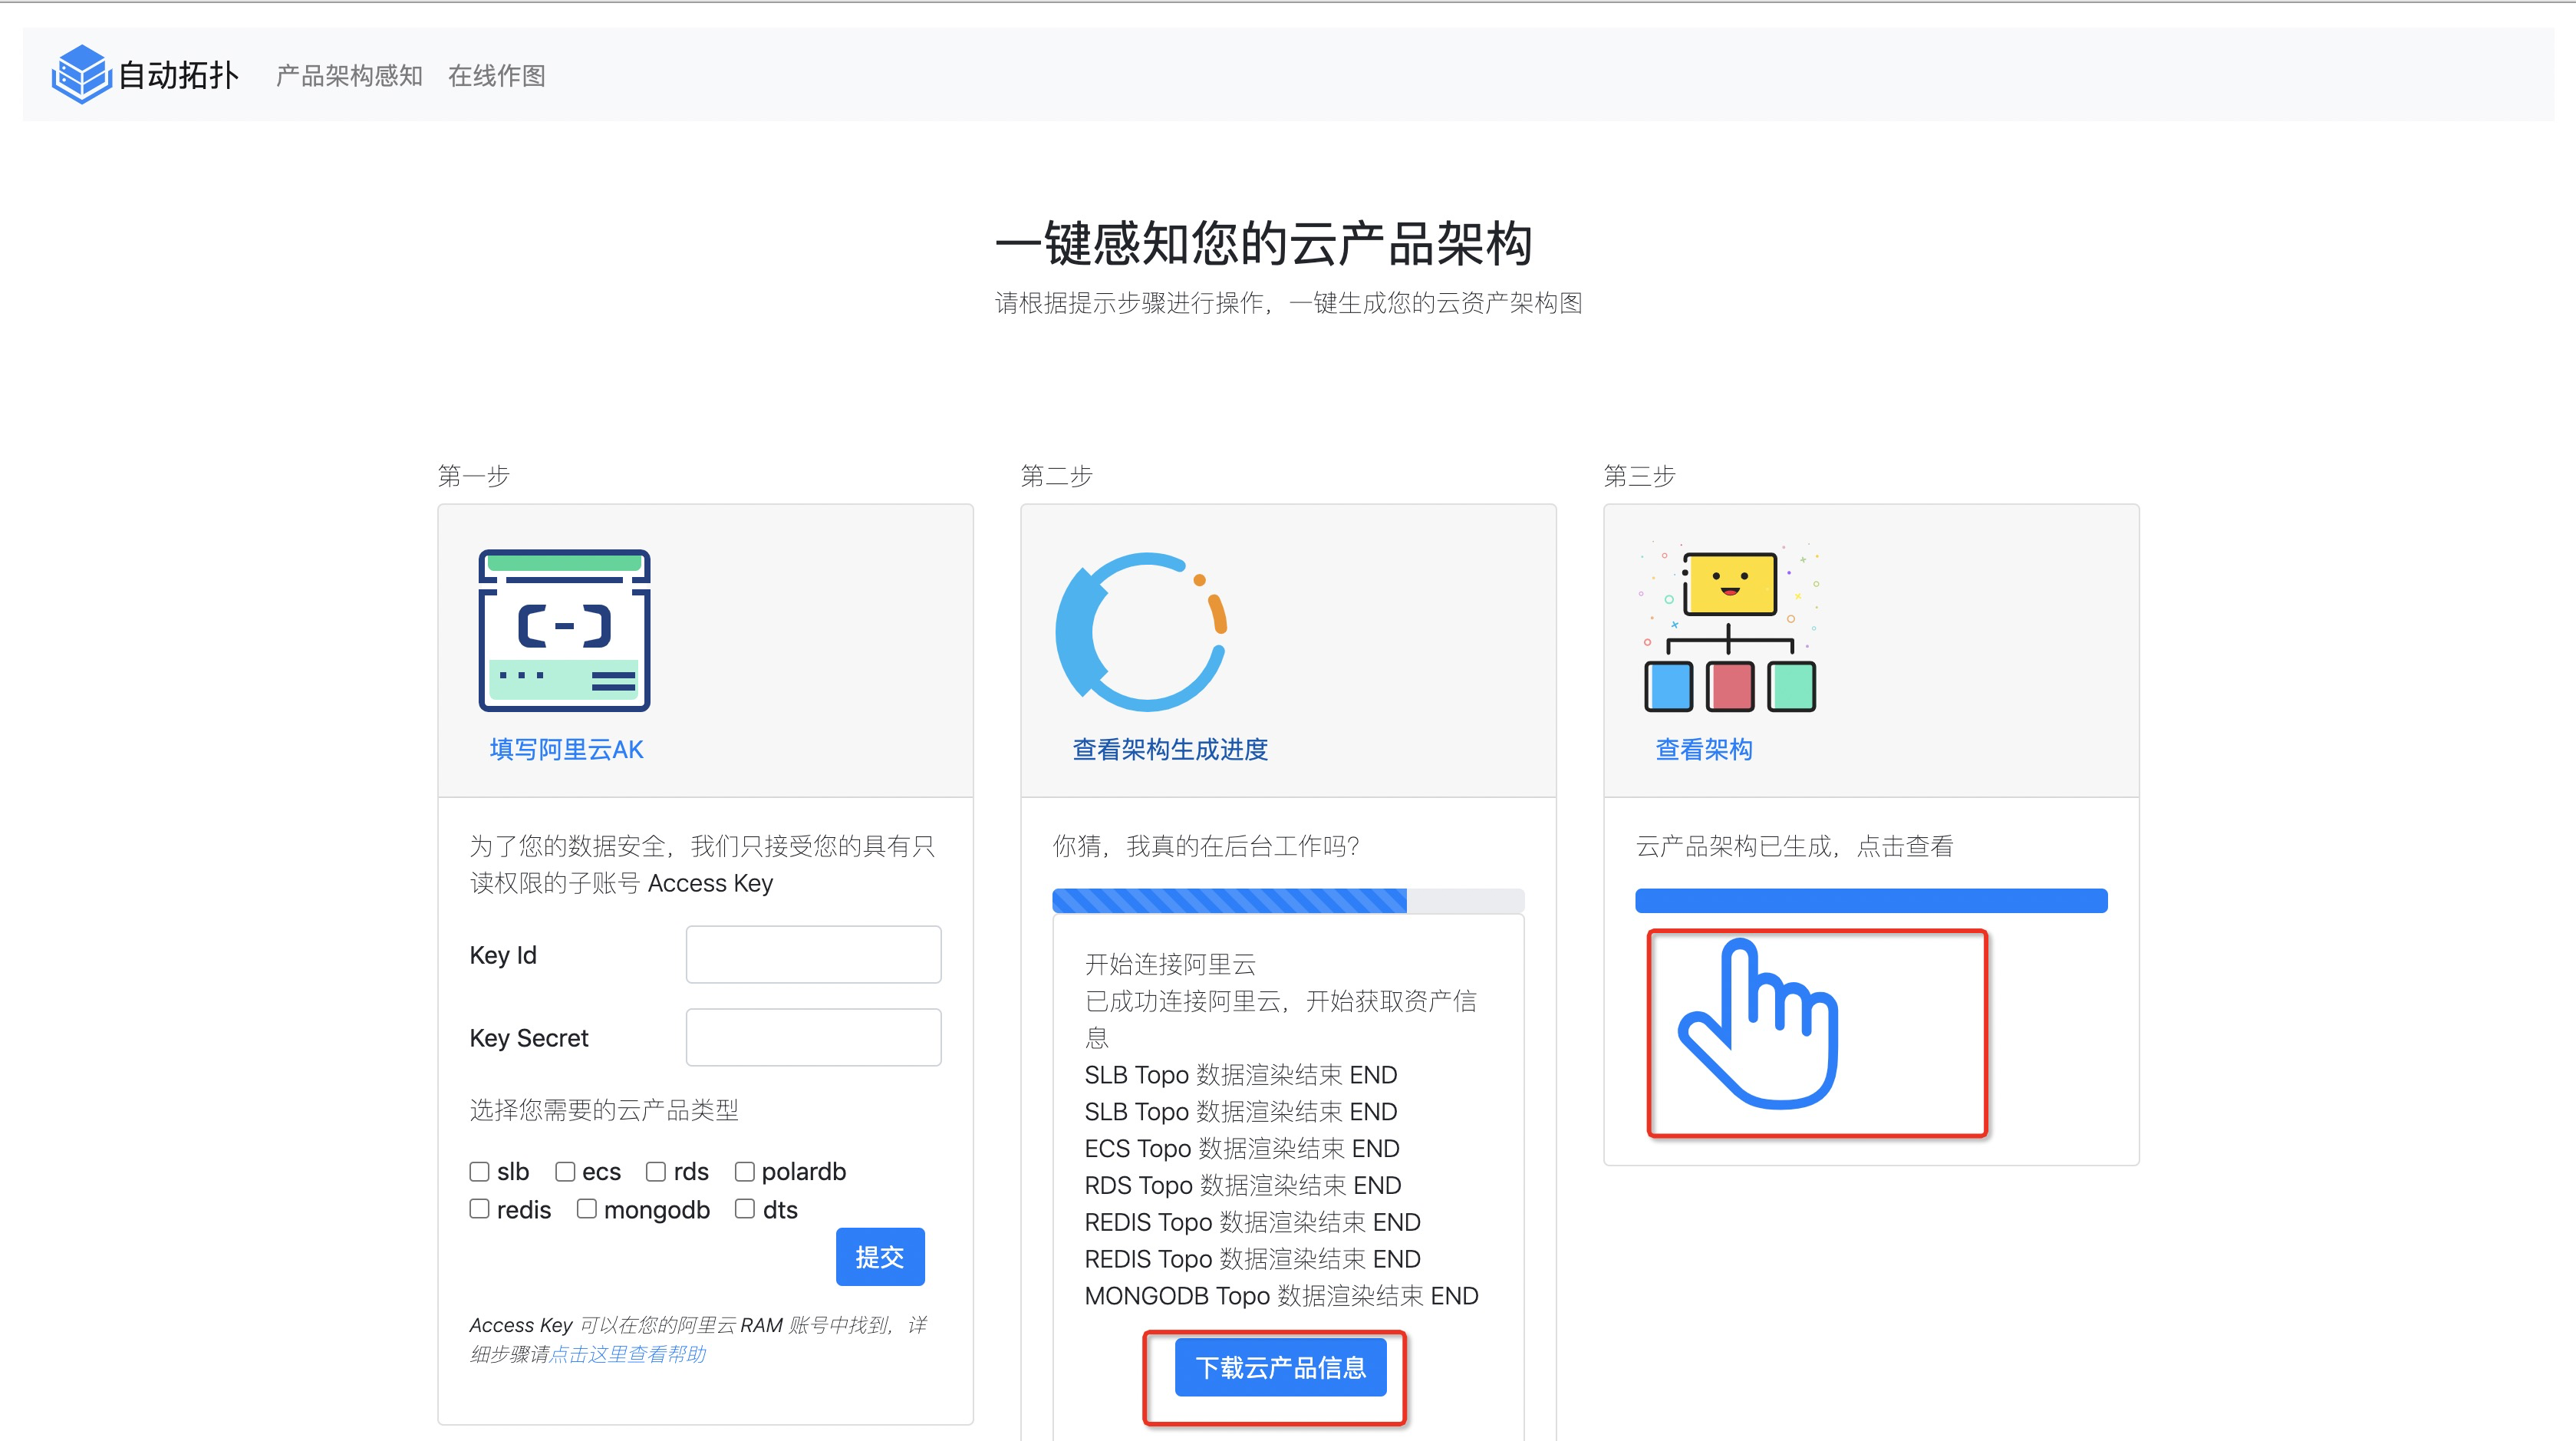 自动拓扑 产品架构感知 在线作图
一键感知您的云产品架构
请根据提示步骤进行操作，一键生成您的云资产架构图
第一步
填写阿里云AK
为了您的数据安全，我们只接受您的具有只
读权限的子账号 Access Key
Key Id
Key Secret
选择您需要的云产品类型
slb ecs rds polardb
redis mongodb dts
提交
Access Key 可以在您的阿里云 RAM 账号中找到，详
细步骤请点击这里查看帮助
第二步
查看架构生成进度
你猜，我真的在后台工作吗？
开始连接阿里云
已成功连接阿里云，开始获取资产信
息
SLB Topo 数据渲染结束 END
SLB Topo 数据渲染结束 END
ECS Topo 数据渲染结束 END
RDS Topo 数据渲染结束 END
REDIS Topo 数据渲染结束 END
REDIS Topo 数据渲染结束 END
MONGODB Topo 数据渲染结束 END
下载云产品信息
第三步
查看架构
云产品架构已生成，点击查看